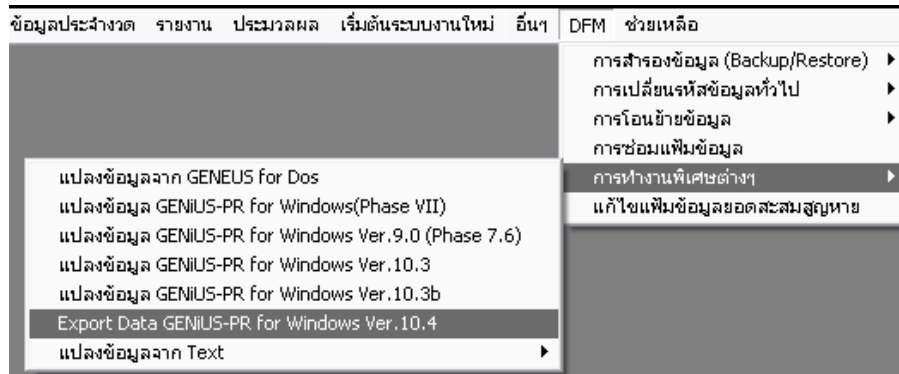 ข้อมูลประจำงวด รายงาน ประมวลผล เริ่มต้นระบบงานใหม่ อื่นๆ DFM ช่วยเหลือ
การสำรองข้อมูล (Backup/Restore)
การเปลี่ยนรหัสข้อมูลทั่วไป
การโอนย้ายข้อมูล
การซ่อมแฟ้มข้อมูล
การทำงานพิเศษต่างๆ
แก้ไขแฟ้มข้อมูลยอดสะสมสูญหาย
แปลงข้อมูลจาก GENEUS for Dos
แปลงข้อมูล GENiUS-PR for Windows(Phase VII)
แปลงข้อมูล GENiUS-PR for Windows Ver.9.0 (Phase 7.6)
แปลงข้อมูล GENiUS-PR for Windows Ver.10.3
แปลงข้อมูล GENiUS-PR for Windows Ver.10.3b
Export Data GENiUS-PR for Windows Ver.10.4
แปลงข้อมูลจาก Text